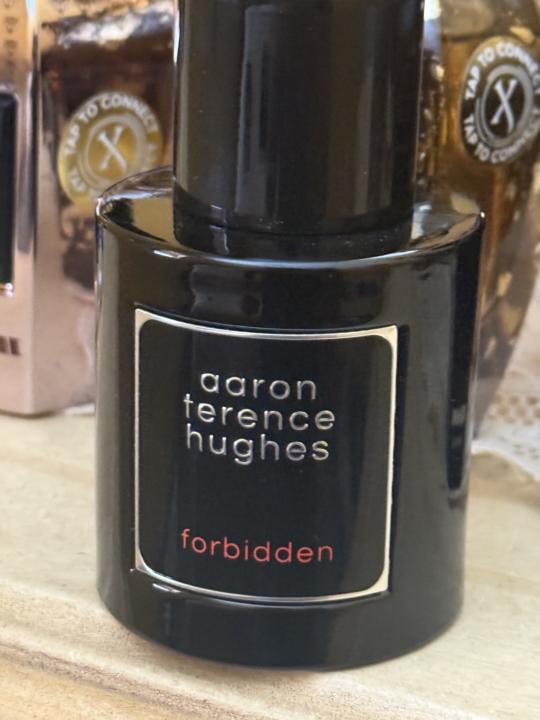 TAP TO CONNECT
X
TAP TO CONNECT
X
TAP TO CONNECT
aaron
terence
hughes
forbidden